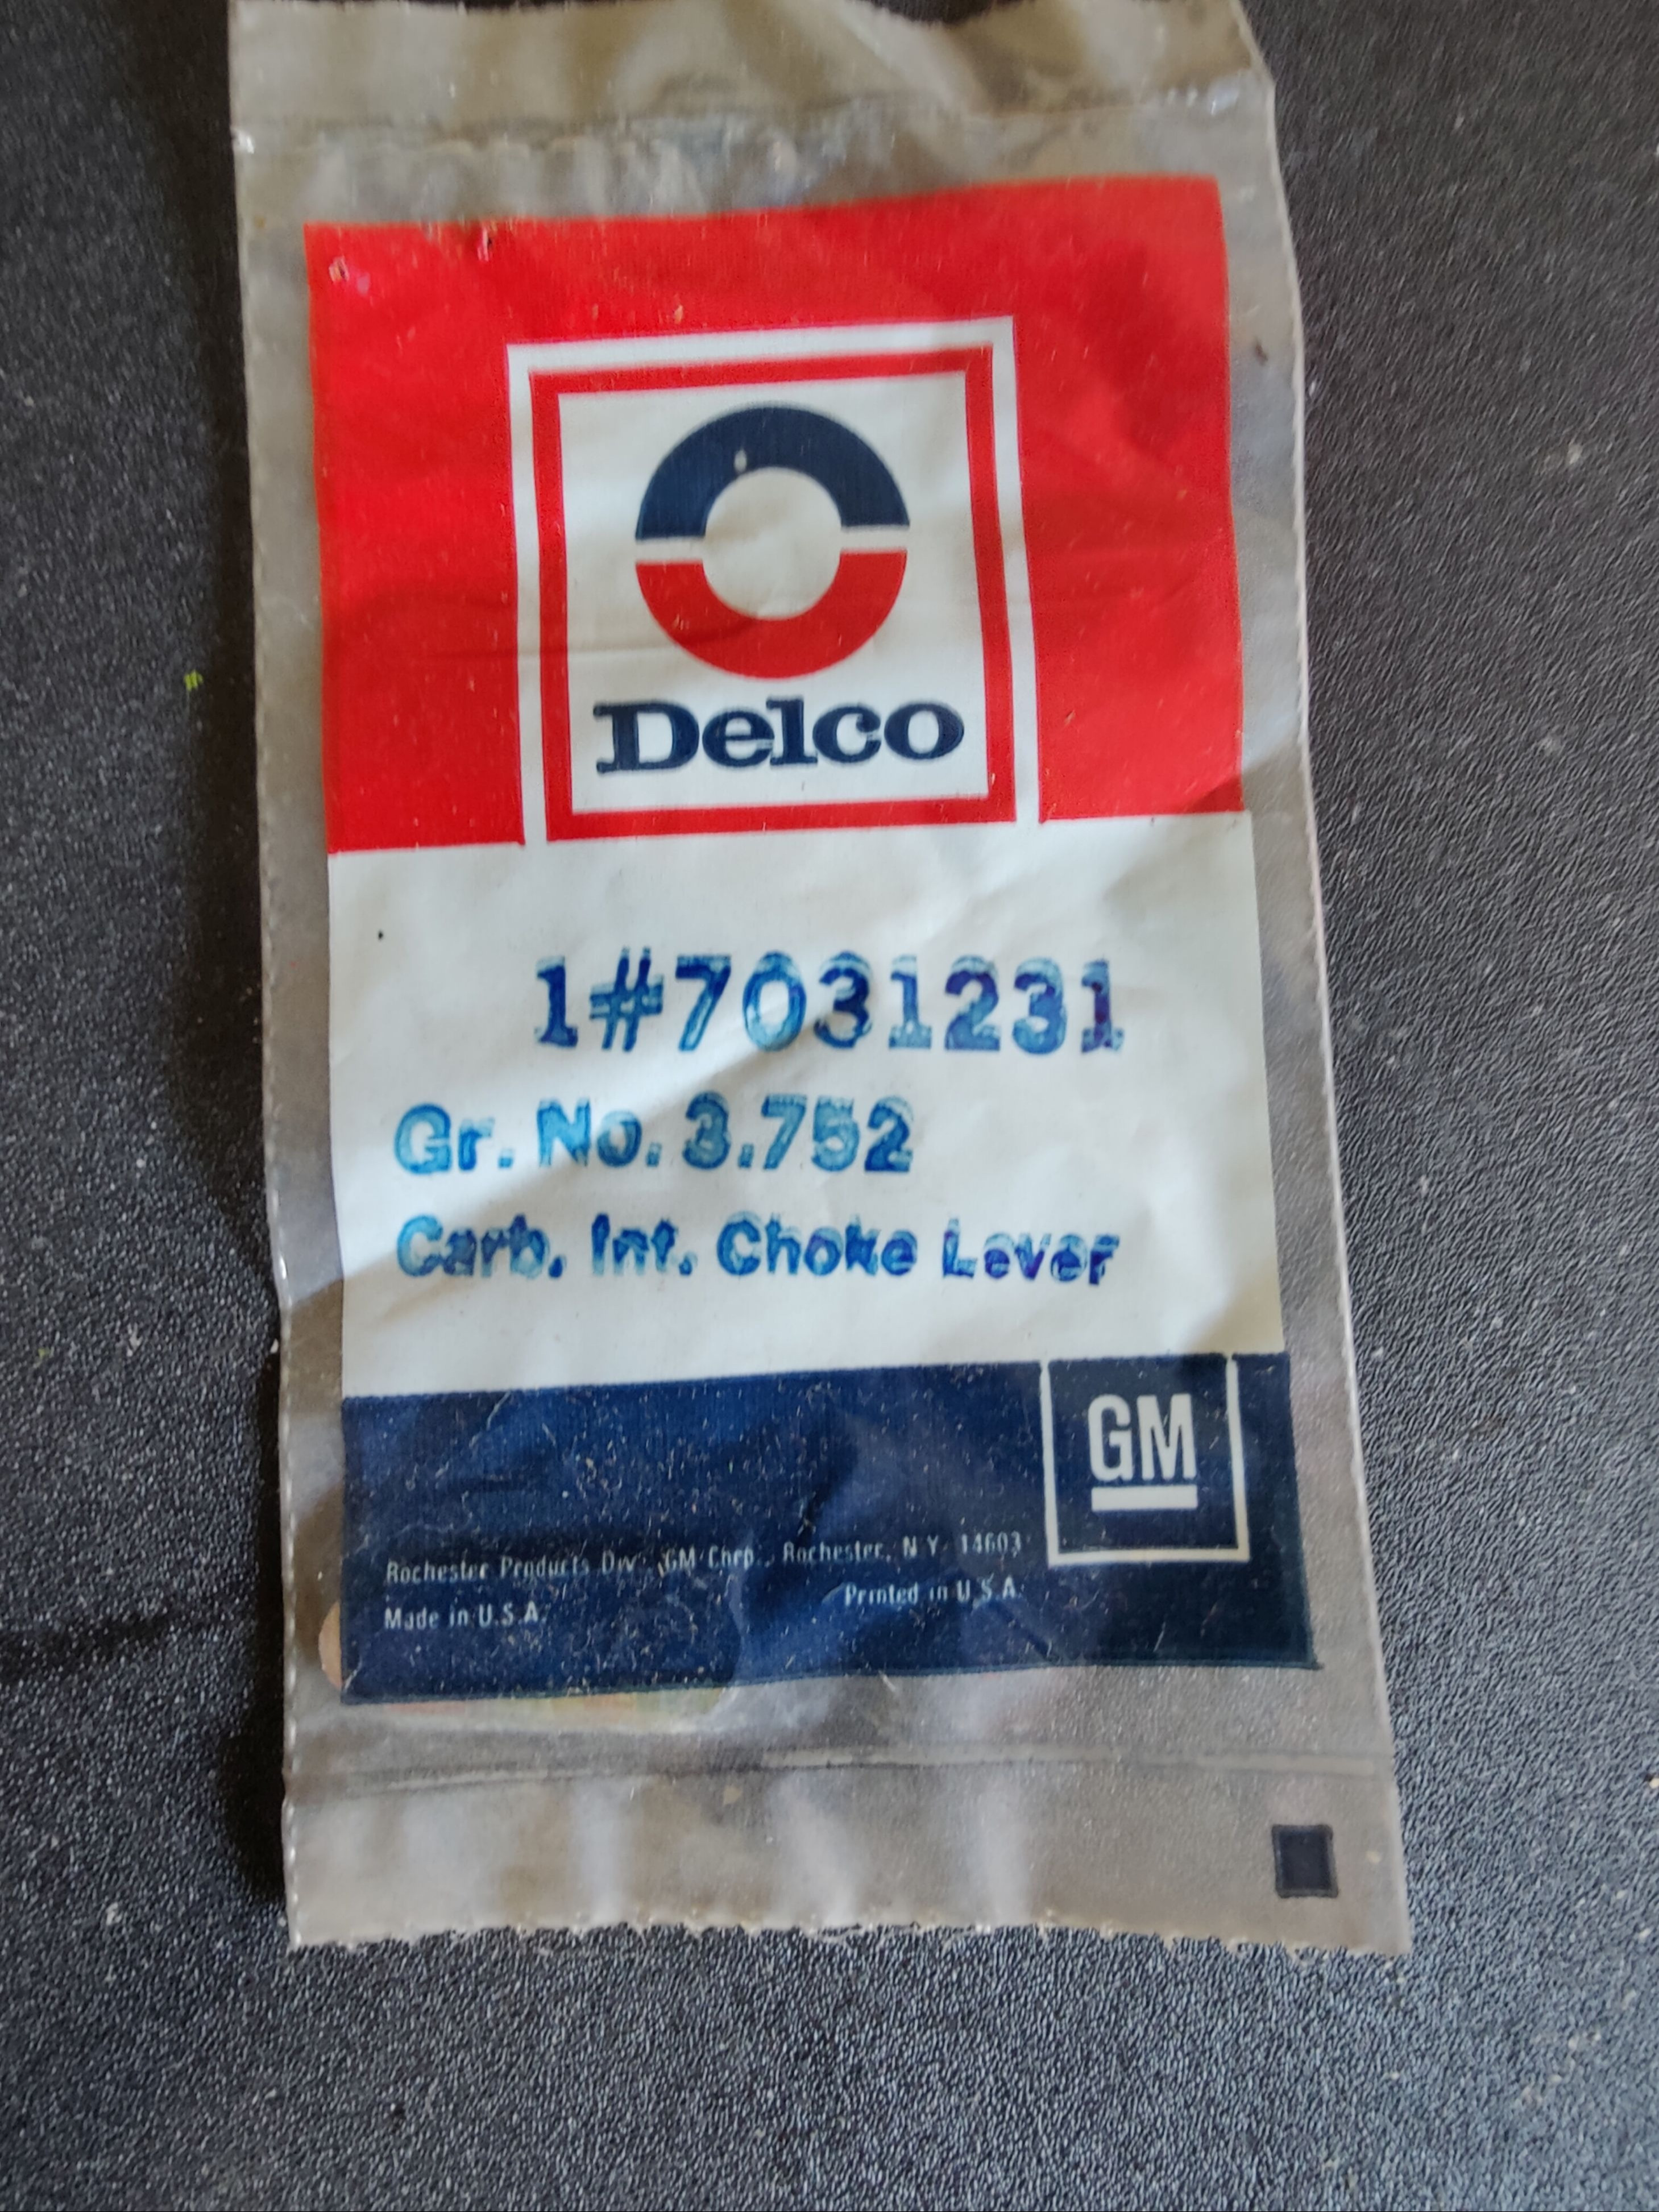 Delco
1#7031231
Gr. No. 3.752
Carb. Int. Choke Lever
GM
Rochester Products Div. GM Corp., Rochester, N.Y. 14603
Printed in U.S.A.
Made in U.S.A.